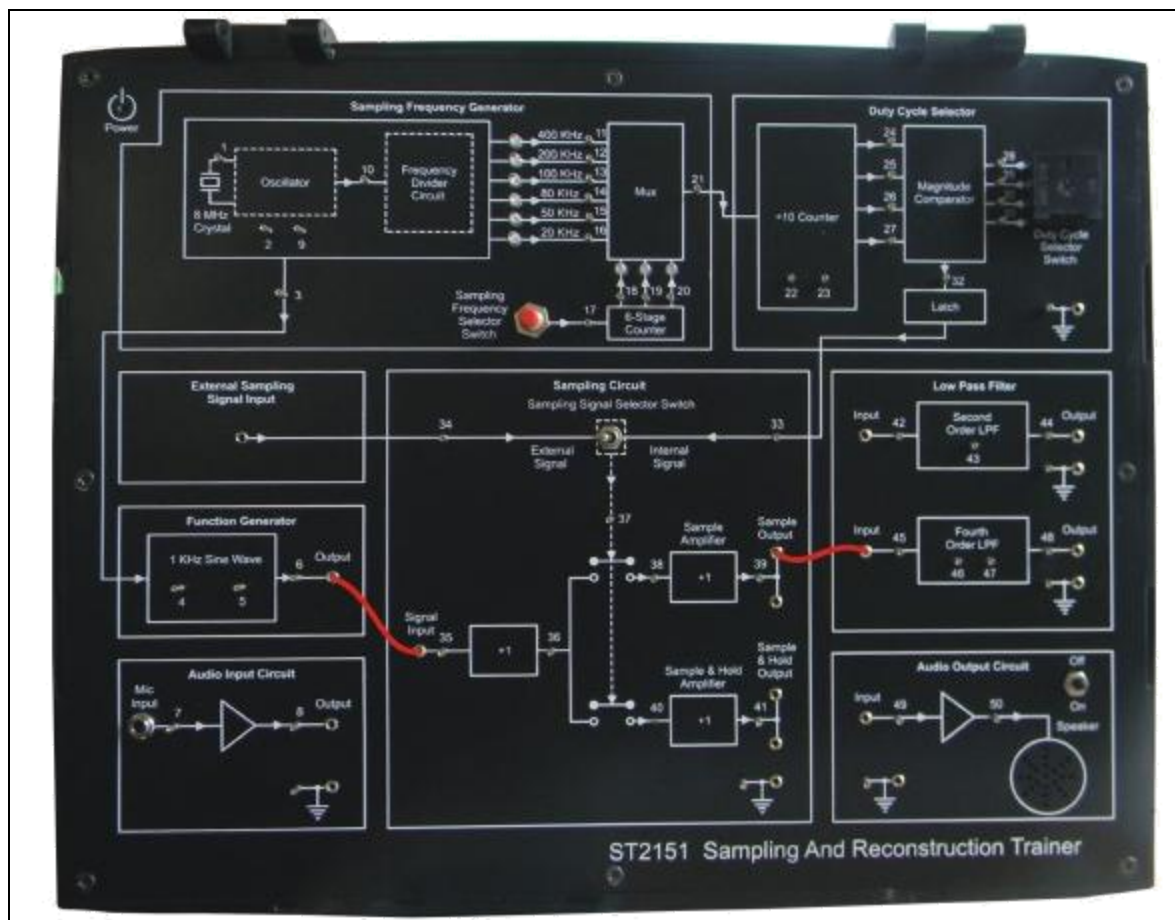 Power
Sampling Frequency Generator
1
Oscillator
10
Frequency
Divider
Circuit
8 MHz
Crystal
2
9
3
400 KHz
11
200 KHz
12
100 KHz
13
80 KHz
14
50 KHz
15
20 KHz
16
Mux
21
18
19
20
Sampling
Frequency
Selector
Switch
17
6-Stage
Counter
Duty Cycle Selector
÷10 Counter
22
23
24
25
26
27
Magnitude
Comparator
28
Duty Cycle
Selector
Switch
32
Latch
External Sampling
Signal Input
Sampling Circuit
Sampling Signal Selector Switch
34
33
External
Signal
Internal
Signal
37
Low Pass Filter
Input
42
Second
Order LPF
43
44
Output
Input
45
Fourth
Order LPF
46
47
48
Output
Function Generator
1 KHz Sine Wave
4
5
6
Output
Signal
Input
35
+1
36
38
Sample
Amplifier
+1
39
Sample
Output
40
Sample & Hold
Amplifier
+1
41
Sample
& Hold
Output
Audio Input Circuit
Mic
Input
7
8
Output
Audio Output Circuit
Off
On
Input
49
50
Speaker
ST2151 Sampling And Reconstruction Trainer